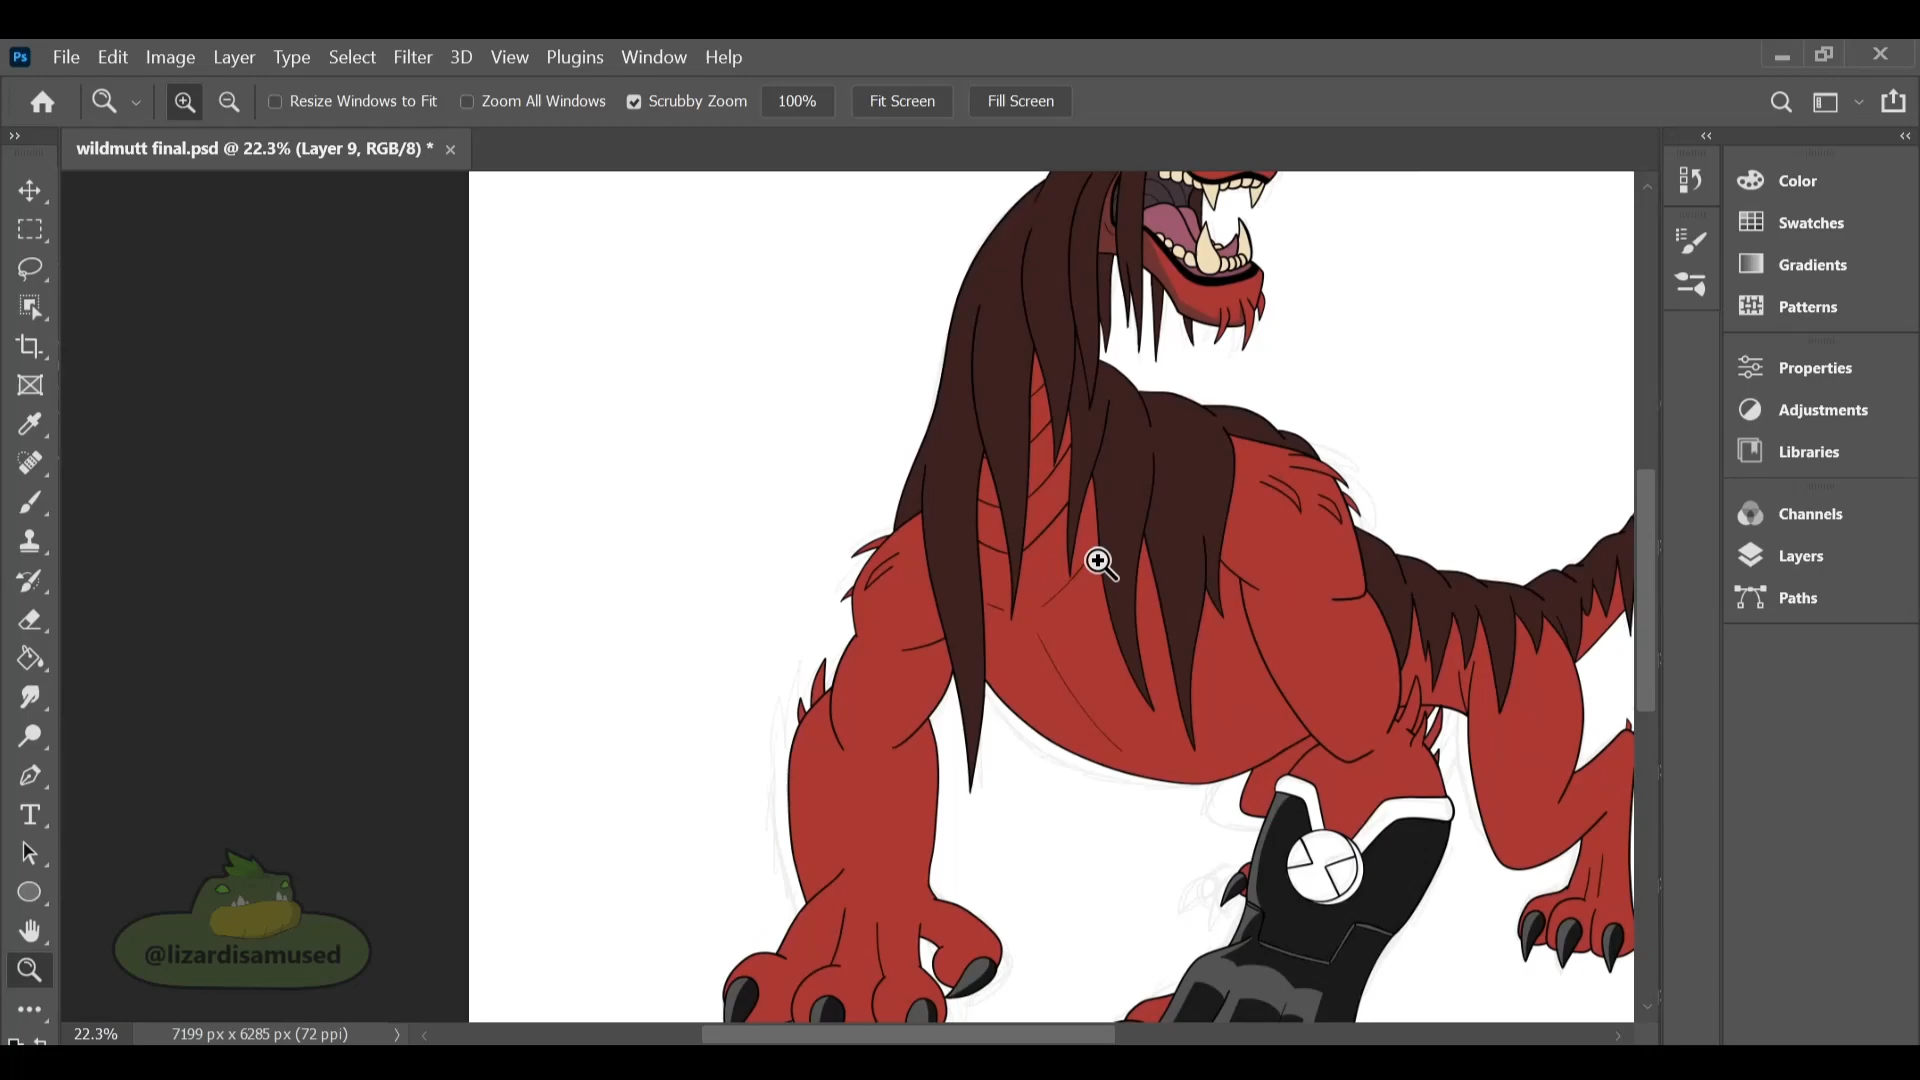 Ps File Edit Image Layer Type Select Filter 3D View Plugins Window Help
Resize Windows to Fit Zoom All Windows Scrubby Zoom 100% Fit Screen Fill Screen
wildmutt final.psd @ 22.3% (Layer 9, RGB/8) *
Color
Swatches
Gradients
Patterns
Properties
Adjustments
Libraries
Channels
Layers
Paths
@lizardisamused
22.3% 7199 px x 6285 px (72 ppi)